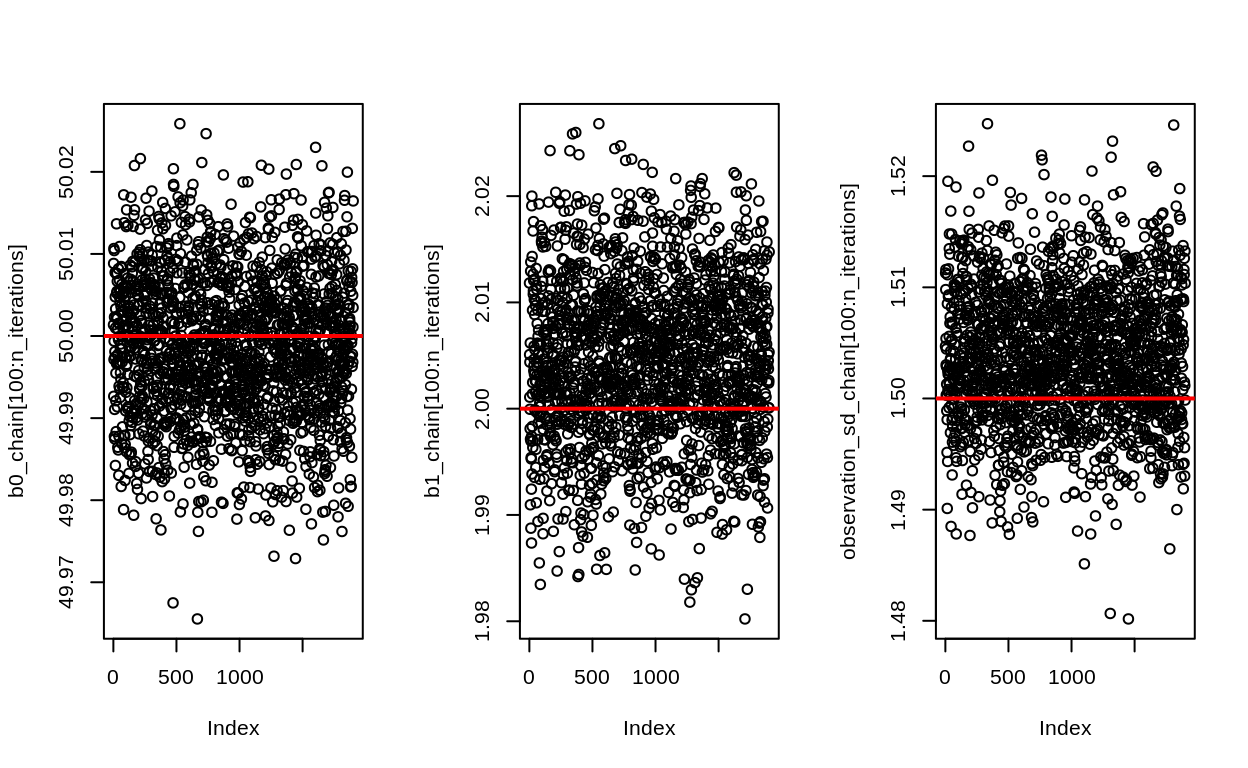 b0_chain[100:n_iterations]
50.02
50.01
50.00
49.99
49.98
49.97
0 500 1000
Index
b1_chain[100:n_iterations]
2.02
2.01
2.00
1.99
1.98
0 500 1000
Index
observation_sd_chain[100:n_iterations]
1.52
1.51
1.50
1.49
1.48
0 500 1000
Index